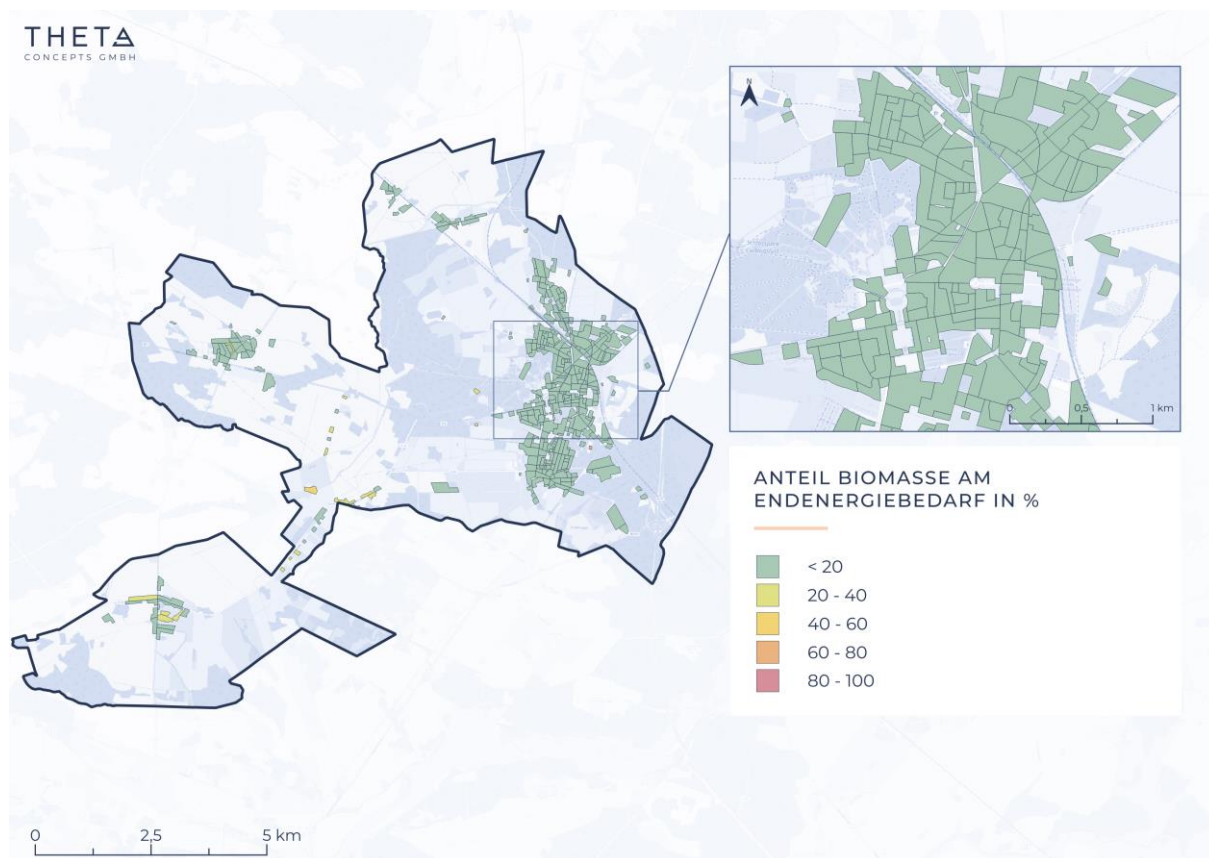 THETA
CONCEPTS GMBH
N
0 0,5 1 km
ANTEIL BIOMASSE AM
ENDENERGIEBEDARF IN %
< 20
20 - 40
40 - 60
60 - 80
80 - 100
0 2,5 5 km